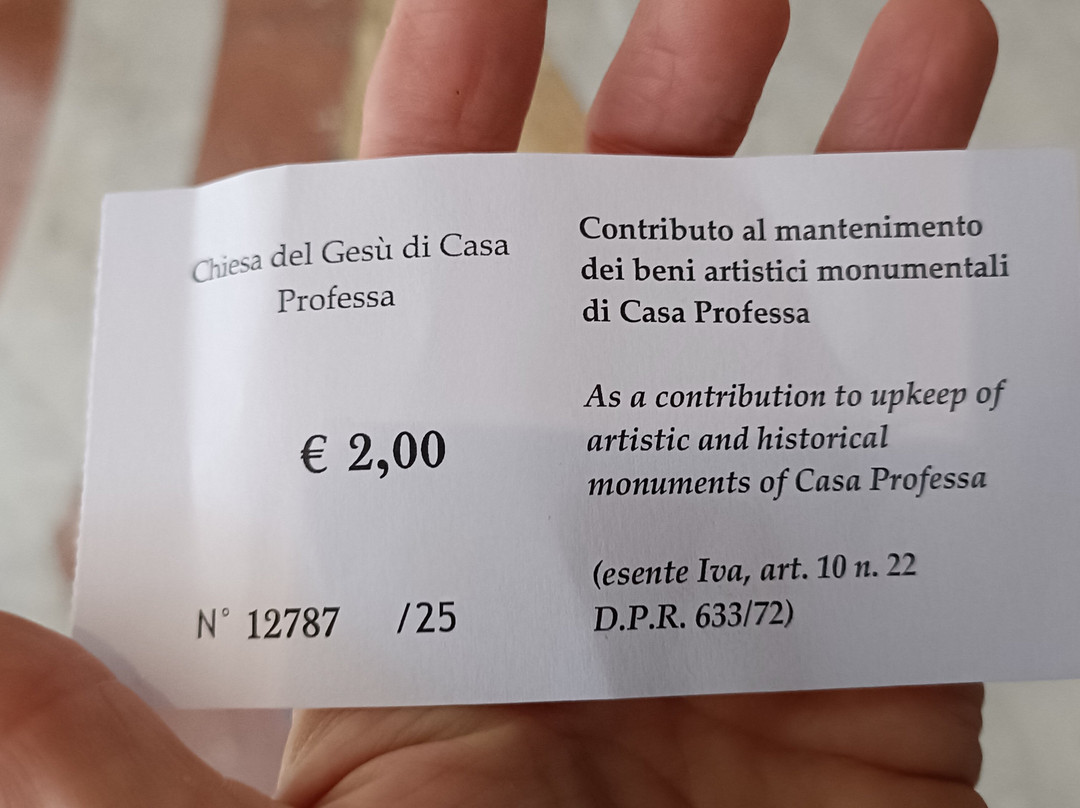 Chiesa del Gesù di Casa
Professa
€ 2,00
N° 12787 /25
Contributo al mantenimento
dei beni artistici monumentali
di Casa Professa
As a contribution to upkeep of
artistic and historical
monuments of Casa Professa
(esente Iva, art. 10 n. 22
D.P.R. 633/72)